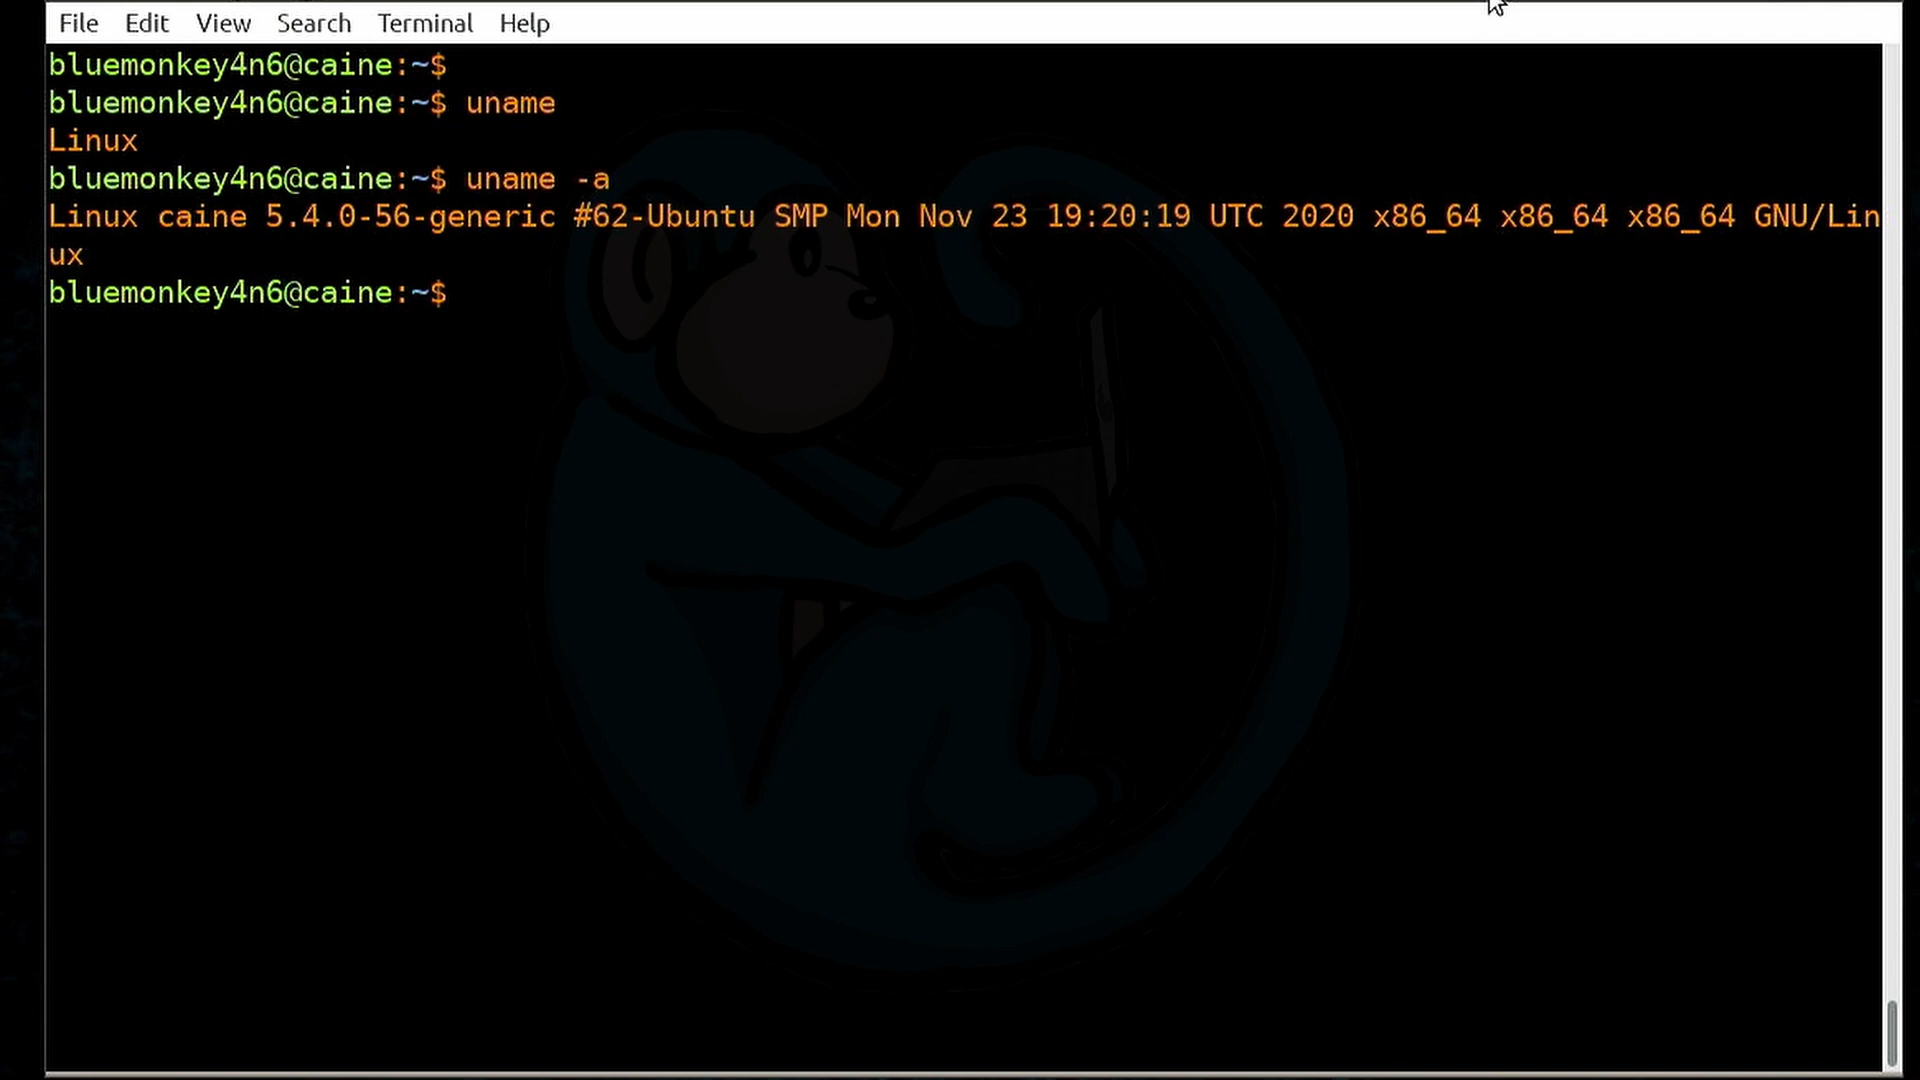 File Edit View Search Terminal Help
bluemonkey4n6@caine:~$
bluemonkey4n6@caine:~$ uname
Linux
bluemonkey4n6@caine:~$ uname -a
Linux caine 5.4.0-56-generic #62-Ubuntu SMP Mon Nov 23 19:20:19 UTC 2020 x86_64 x86_64 x86_64 GNU/Lin
ux
bluemonkey4n6@caine:~$